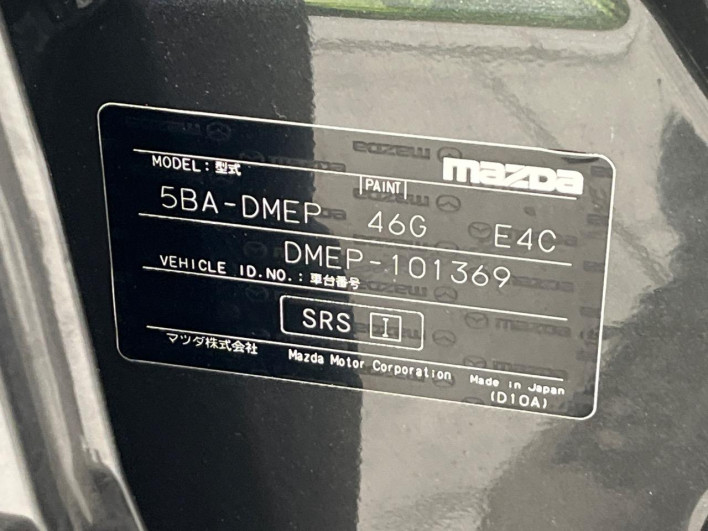 mazda
MODEL:型式 PAINT
5BA-DMEP 46G E4C
VEHICLE ID.NO.:車台番号 DMEP-101369
SRS I
マツダ株式会社 Mazda Motor Corporation Made in Japan
(D10A)